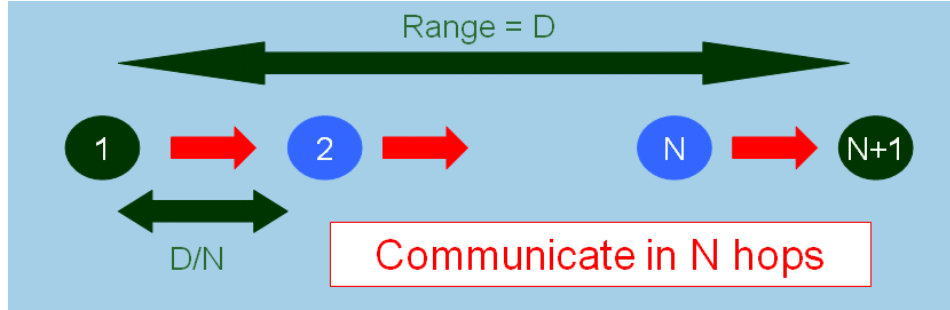 Range = D
1
2
N
N+1
D/N
Communicate in N hops